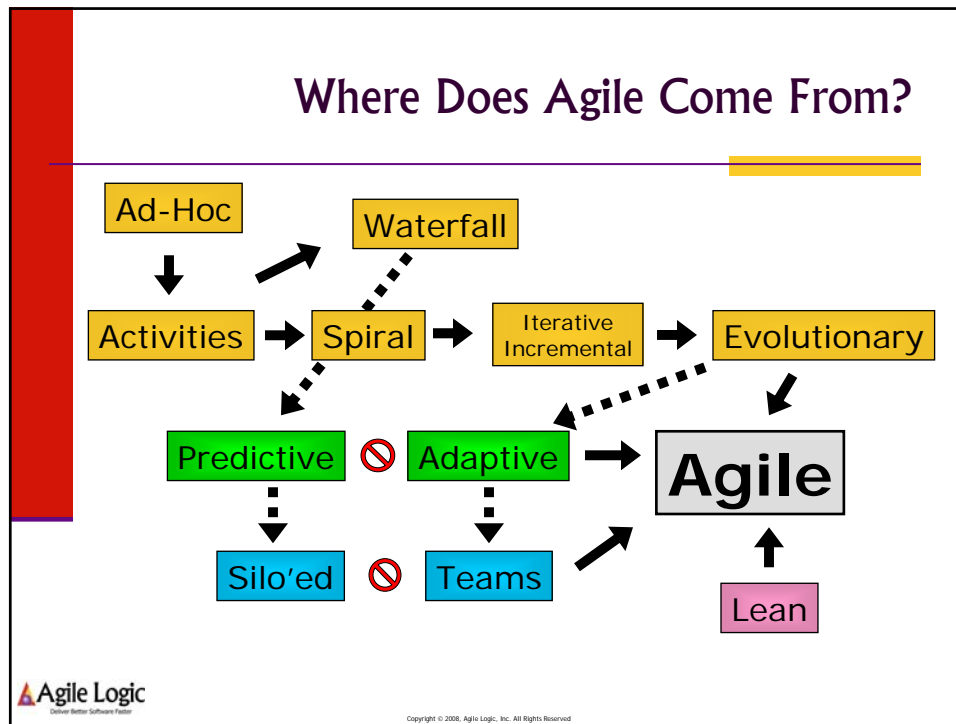 Where Does Agile Come From?
Ad-Hoc
Waterfall
Activities
Spiral
Iterative
Incremental
Evolutionary
Predictive
Adaptive
Agile
Silo'ed
Teams
Lean
Agile Logic
Deliver Better Software Faster
Copyright © 2008, Agile Logic, Inc. All Rights Reserved